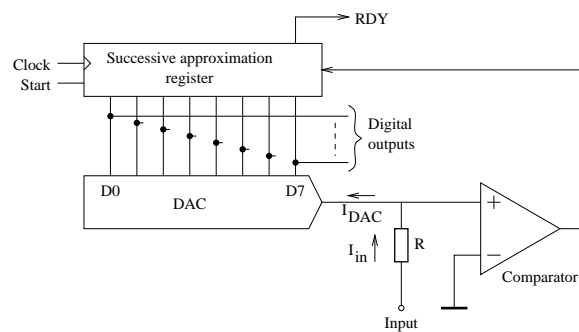 RDY
Successive approximation
register
Clock
Start
Digital
outputs
D0
D7
DAC
I_DAC
I_in
R
+
−
Comparator
Input